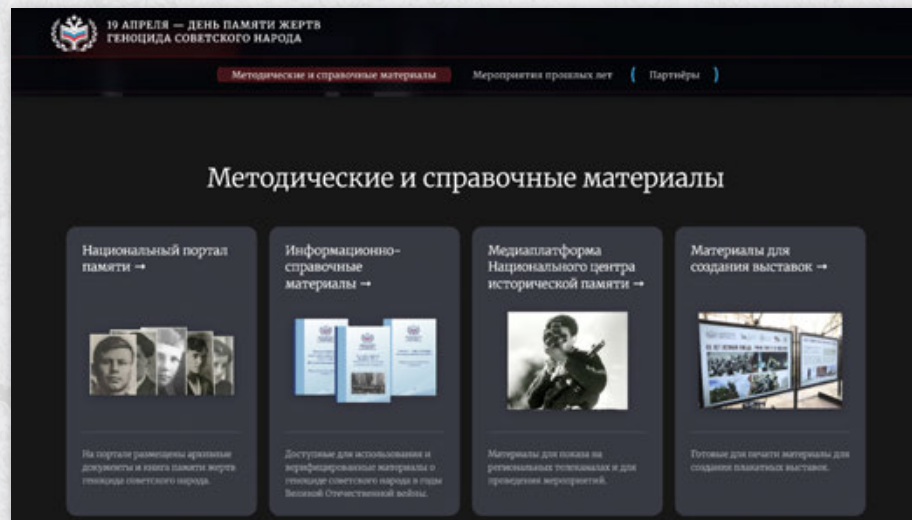 19 АПРЕЛЯ — ДЕНЬ ПАМЯТИ ЖЕРТВ
ГЕНОЦИДА СОВЕТСКОГО НАРОДА
Методические и справочные материалы
Мероприятия прошлых лет
Партнёры
Методические и справочные материалы
Национальный портал
памяти →
На портале размещены архивные
документы и книга памяти жертв
геноцида советского народа.
Информационно-
справочные
материалы →
Доступные для использования и
верифицированные материалы о
геноциде советского народа в годы
Великой Отечественной войны.
Медиаплатформа
Национального центра
исторической памяти →
Материалы для показа на
региональных телеканалах и для
проведения мероприятий.
Материалы для
создания выставок →
Готовые для печати материалы для
создания плакатных выставок.